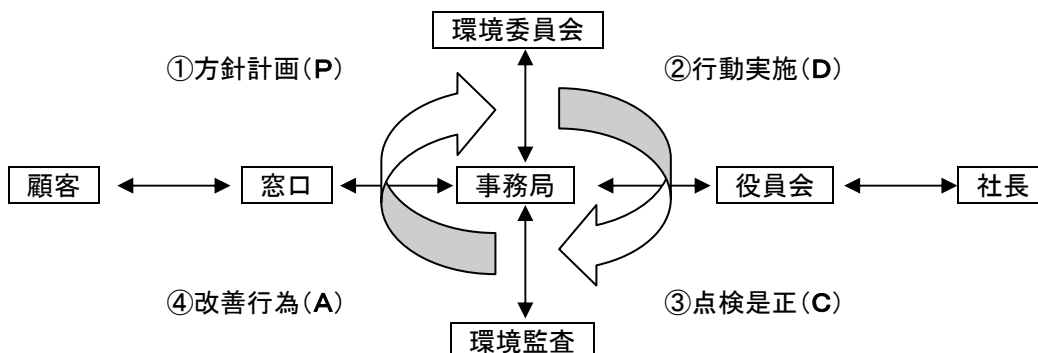 環境委員会
①方針計画(P)
②行動実施(D)
顧客
窓口
事務局
役員会
社長
④改善行為(A)
③点検是正(C)
環境監査